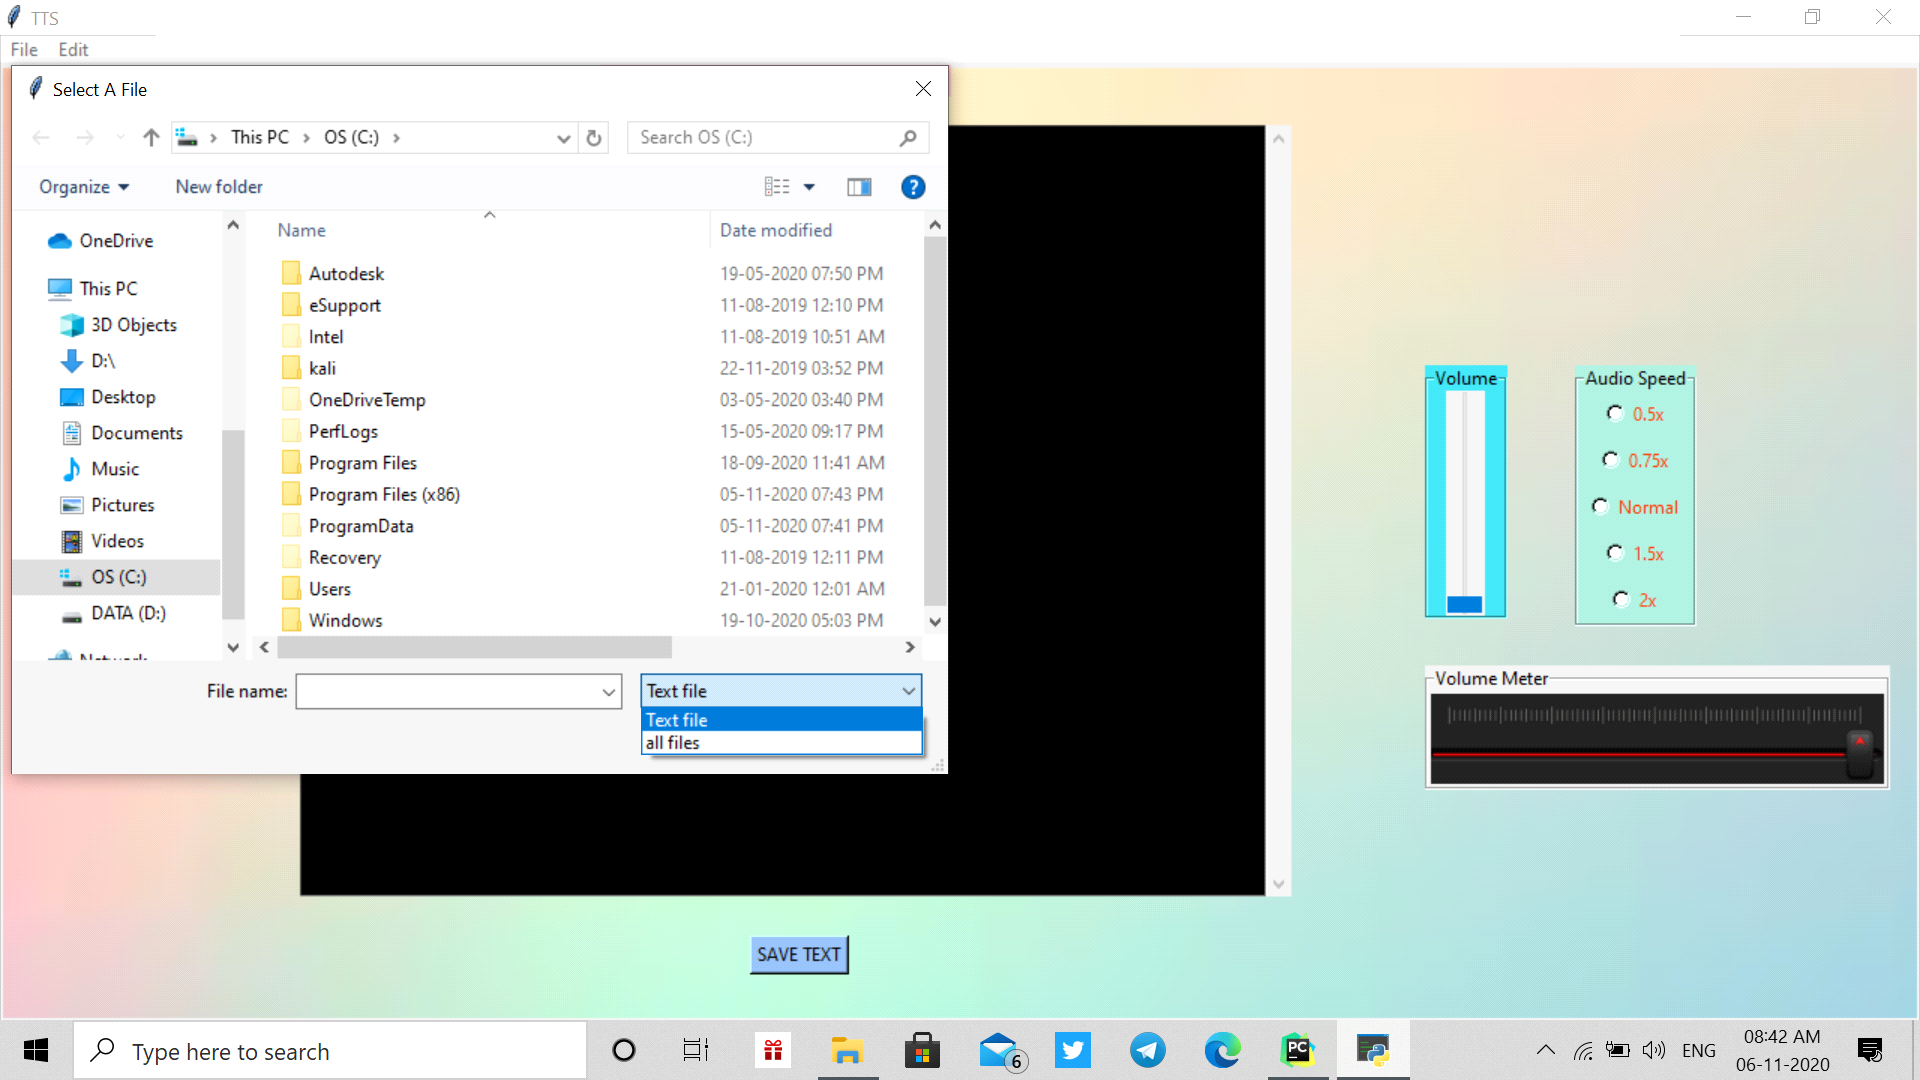 TTS
File Edit
Select A File
This PC OS (C:)
Search OS (C:)
Organize New folder
Name Date modified
OneDrive
This PC
3D Objects
D:\
Desktop
Documents
Music
Pictures
Videos
OS (C:)
DATA (D:)
Network
Autodesk 19-05-2020 07:50 PM
eSupport 11-08-2019 12:10 PM
Intel 11-08-2019 10:51 AM
kali 22-11-2019 03:52 PM
OneDriveTemp 03-05-2020 03:40 PM
PerfLogs 15-05-2020 09:17 PM
Program Files 18-09-2020 11:41 AM
Program Files (x86) 05-11-2020 07:43 PM
ProgramData 05-11-2020 07:41 PM
Recovery 11-08-2019 12:11 PM
Users 21-01-2020 12:01 AM
Windows 19-10-2020 05:03 PM
File name: Text file
Text file
all files
Volume
Audio Speed
0.5x
0.75x
Normal
1.5x
2x
Volume Meter
SAVE TEXT
Type here to search
6
PC
ENG
08:42 AM
06-11-2020